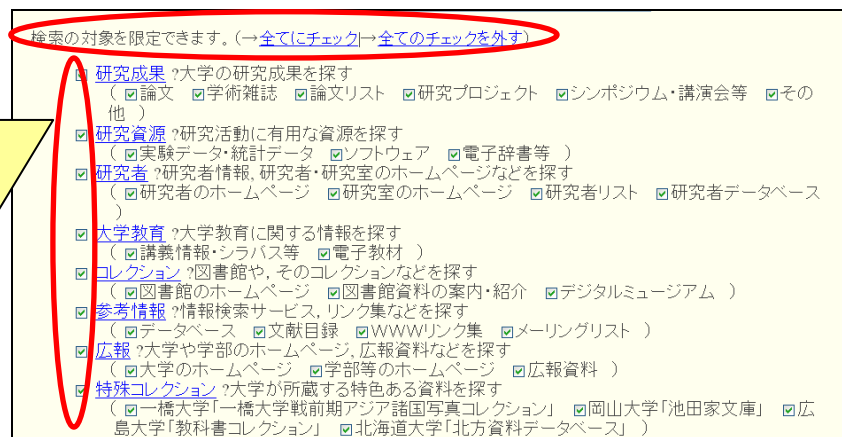 検索の対象を限定できます。(→全てにチェック|→全てのチェックを外す)
☑ 研究成果 ?大学の研究成果を探す
( ☑論文 ☑学術雑誌 ☑論文リスト ☑研究プロジェクト ☑シンポジウム・講演会等 ☑その
他 )
☑ 研究資源 ?研究活動に有用な資源を探す
( ☑実験データ・統計データ ☑ソフトウェア ☑電子辞書等 )
☑ 研究者 ?研究者情報、研究者・研究室のホームページなどを探す
( ☑研究者のホームページ ☑研究室のホームページ ☑研究者リスト ☑研究者データベース
)
☑ 大学教育 ?大学教育に関する情報を探す
( ☑講義情報・シラバス等 ☑電子教材 )
☑ コレクション ?図書館や，そのコレクションなどを探す
( ☑図書館のホームページ ☑図書館資料の案内・紹介 ☑デジタルミュージアム )
☑ 参考情報 ?情報検索サービス，リンク集などを探す
( ☑データベース ☑文献目録 ☑WWWリンク集 ☑メーリングリスト )
☑ 広報 ?大学や学部のホームページ、広報資料などを探す
( ☑大学のホームページ ☑学部等のホームページ ☑広報資料 )
☑ 特殊コレクション ?大学が所蔵する特色ある資料を探す
( ☑一橋大学「一橋大学戦前期アジア諸国写真コレクション」 ☑岡山大学「池田家文庫」 ☑広
島大学「教科書コレクション」 ☑北海道大学「北方資料データベース」 )